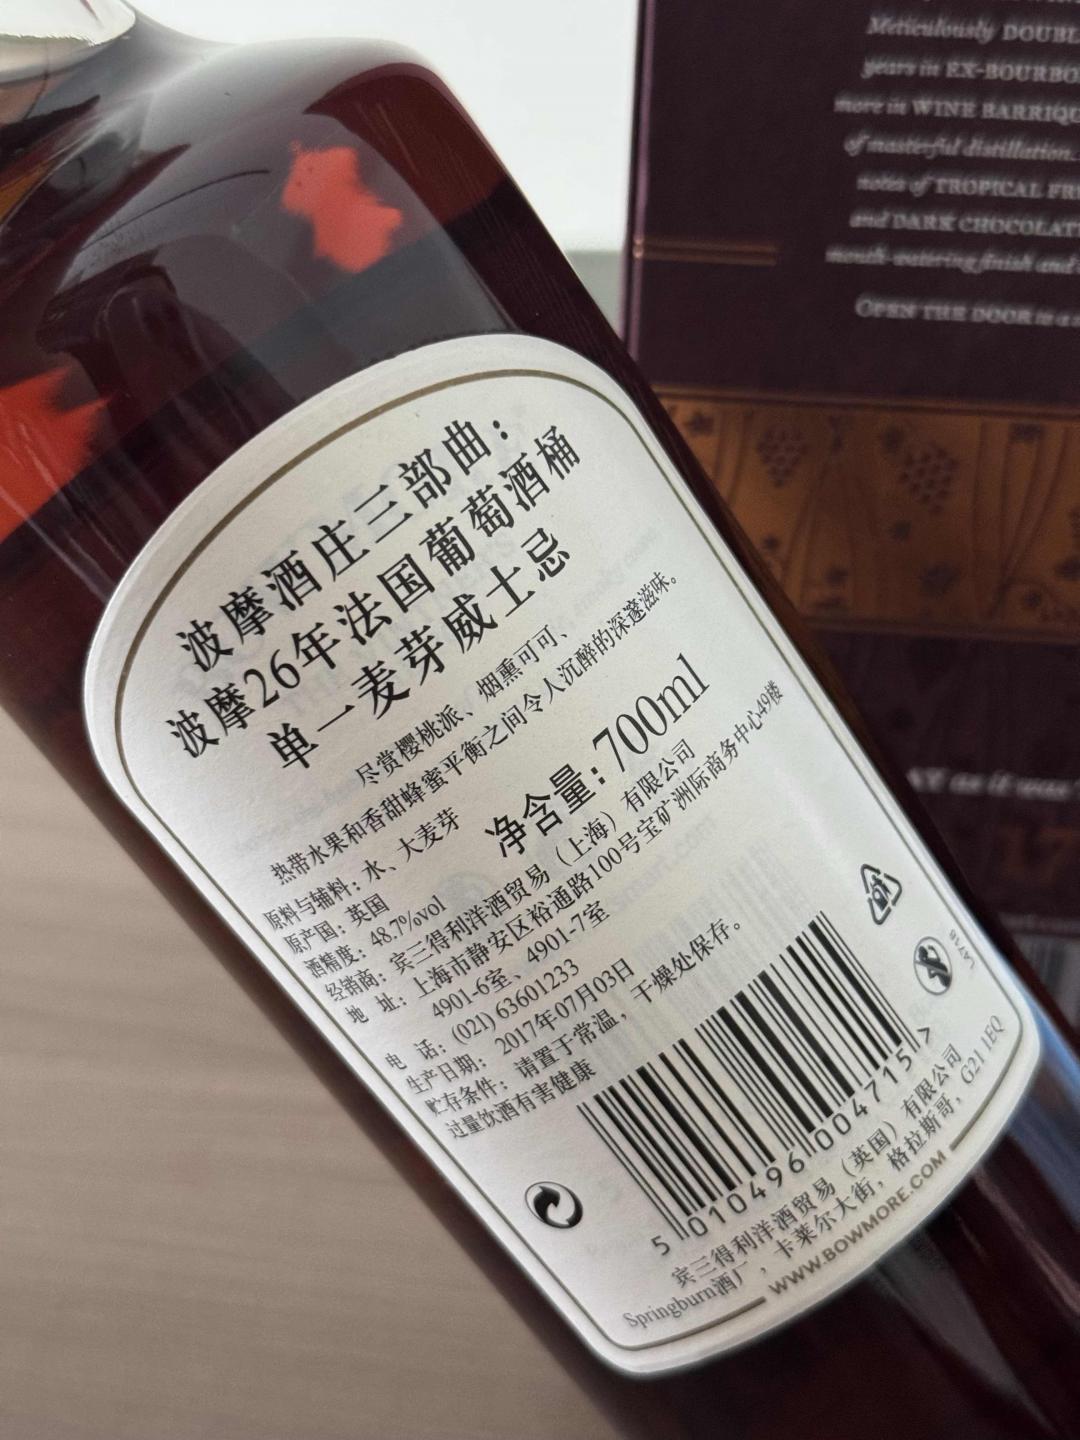 波摩酒庄三部曲：
波摩26年法国葡萄酒桶
单一麦芽威士忌
尽赏樱桃派、烟熏可可、
热带水果和香甜蜂蜜平衡之间令人沉醉的深邃滋味。
净含量：700ml
原料与辅料：水、大麦芽
原产国：英国
酒精度：48.7%vol
经销商：宾三得利洋酒贸易（上海）有限公司
地 址：上海市静安区裕通路100号宝矿洲际商务中心49楼
4901-6室、4901-7室
电 话：(021) 63601233
生产日期：2017年07月03日
贮存条件：请置于常温，干燥处保存。
过量饮酒有害健康
5 010496 004715 >
宾三得利洋酒贸易（英国）有限公司
Springburn酒厂，卡莱尔大街，格拉斯哥，G21 1EQ
WWW.BOWMORE.COM
Meticulously DOUBL
years in EX-BOURBO
more in WINE BARRIQU
of masterful distillation.
notes of TROPICAL FR
and DARK CHOCOLAT
mouth-watering finish and
OPEN THE DOOR is a
AY as it was
17